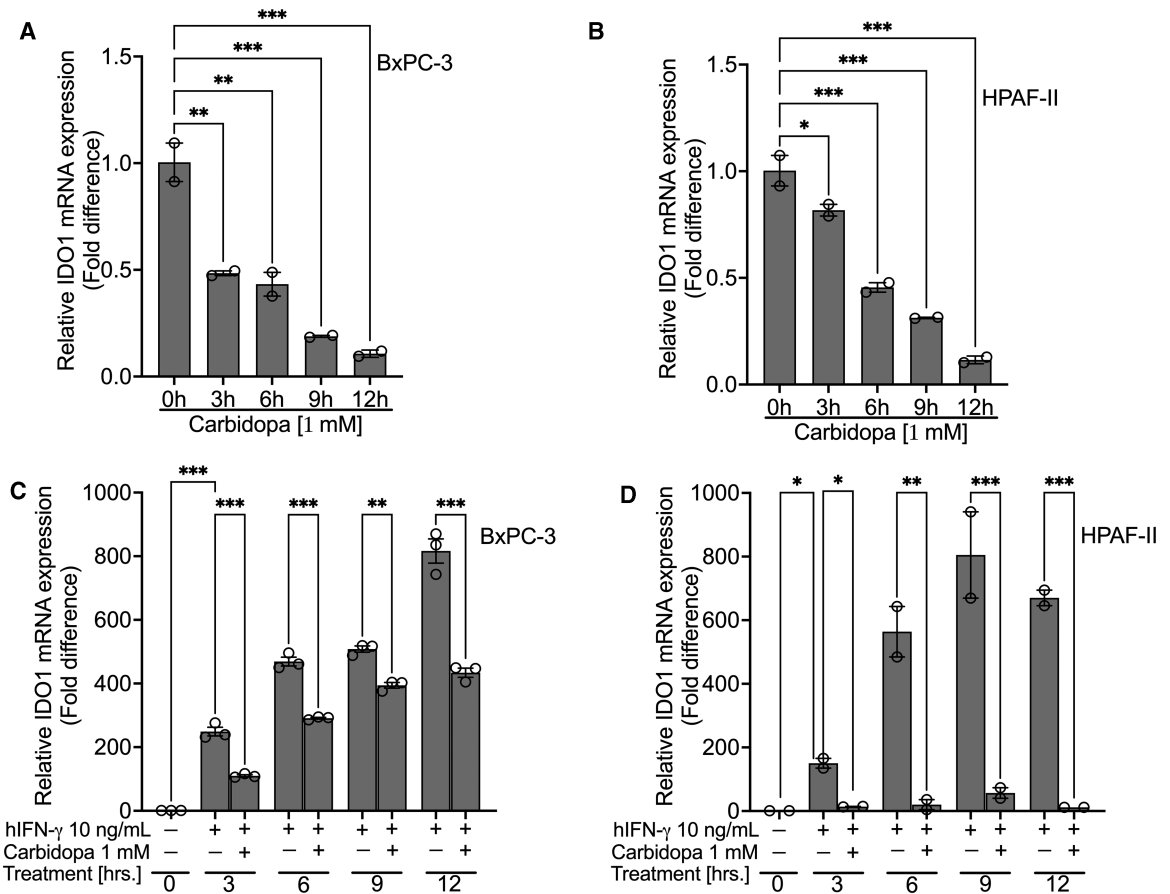 A
Relative IDO1 mRNA expression
(Fold difference)
1.5
1.0
0.5
0.0
***
***
**
**
BxPC-3
0h 3h 6h 9h 12h
Carbidopa [1 mM]
B
Relative IDO1 mRNA expression
(Fold difference)
1.5
1.0
0.5
0.0
***
***
***
*
HPAF-II
0h 3h 6h 9h 12h
Carbidopa [1 mM]
C
Relative IDO1 mRNA expression
(Fold difference)
1000
800
600
400
200
0
***
*** *** ** ***
BxPC-3
hIFN-γ 10 ng/mL − + + + + + + + +
Carbidopa 1 mM − − + − + − + − +
Treatment [hrs.] 0 3 6 9 12
D
Relative IDO1 mRNA expression
(Fold difference)
1000
800
600
400
200
0
* * ** *** ***
HPAF-II
hIFN-γ 10 ng/mL − + + + + + + + +
Carbidopa 1 mM − − + − + − + − +
Treatment [hrs.] 0 3 6 9 12